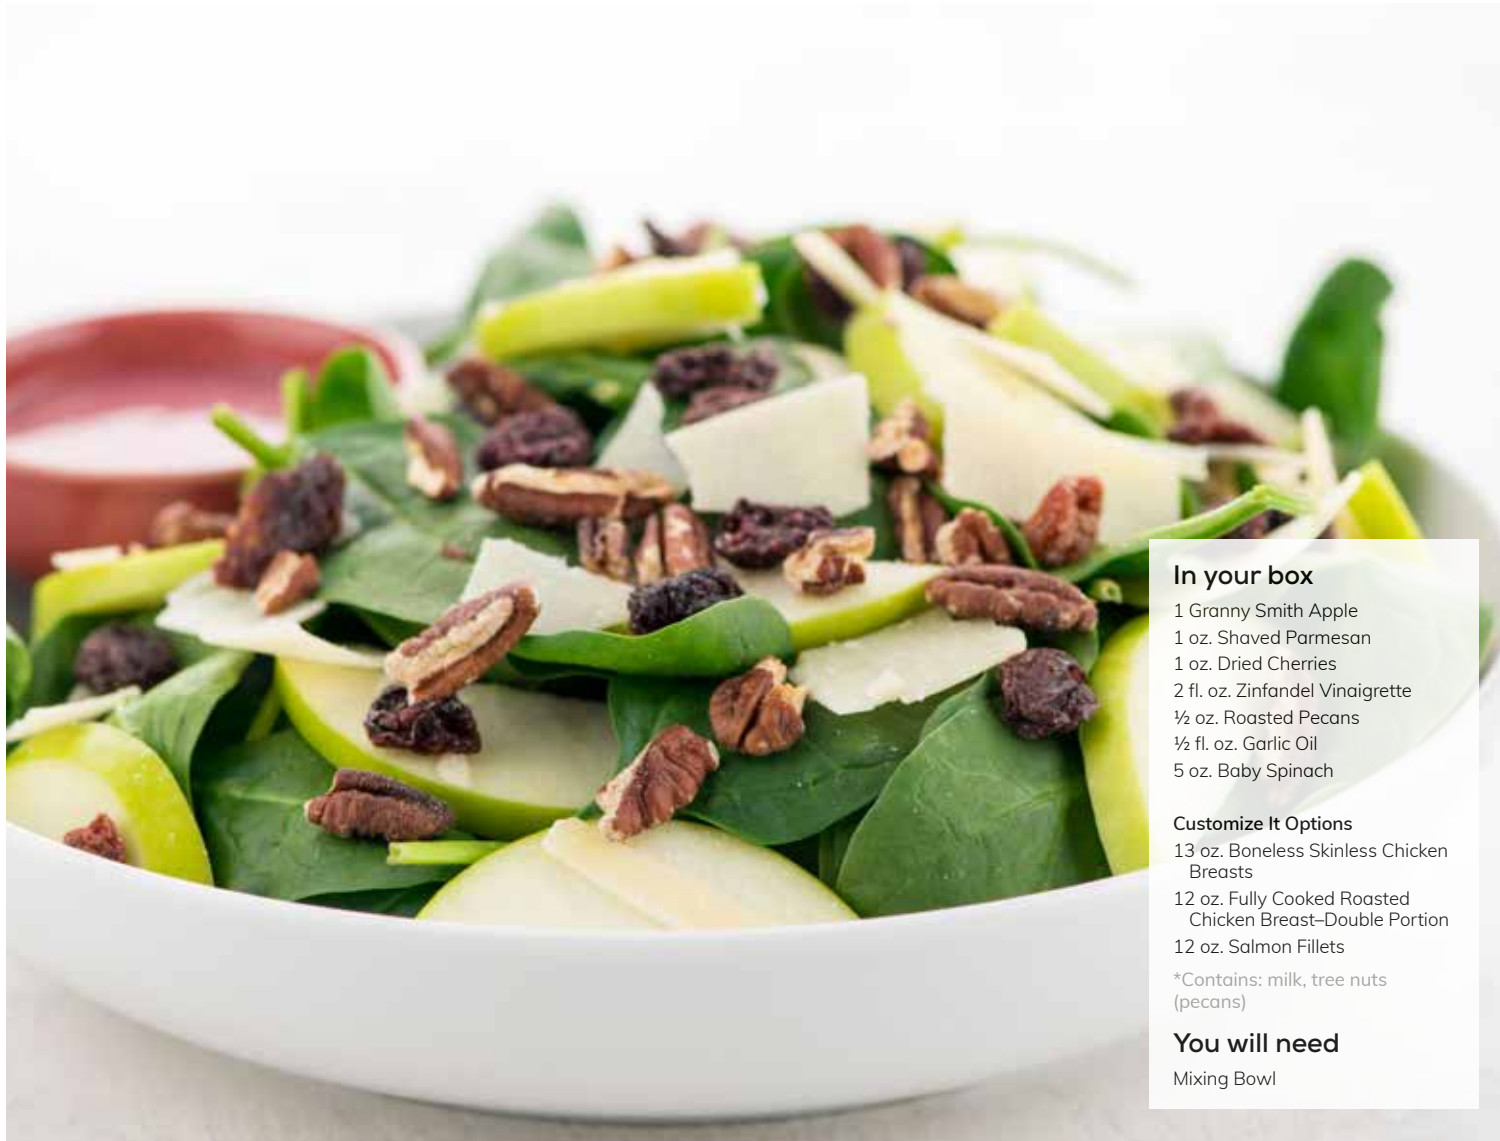 In your box
1 Granny Smith Apple
1 oz. Shaved Parmesan
1 oz. Dried Cherries
2 fl. oz. Zinfandel Vinaigrette
½ oz. Roasted Pecans
½ fl. oz. Garlic Oil
5 oz. Baby Spinach
Customize It Options
13 oz. Boneless Skinless Chicken
Breasts
12 oz. Fully Cooked Roasted
Chicken Breast–Double Portion
12 oz. Salmon Fillets
*Contains: milk, tree nuts
(pecans)
You will need
Mixing Bowl